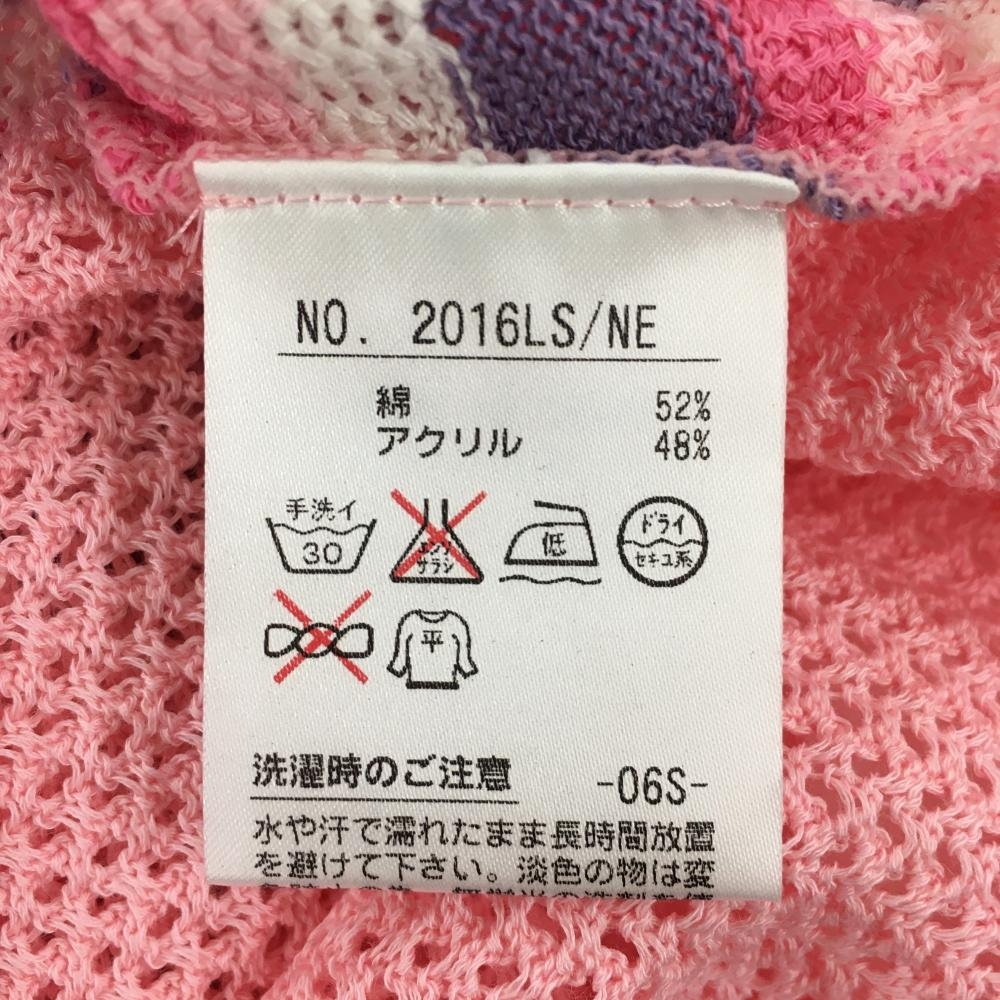 NO. 2016LS/NE
綿 52%
アクリル 48%
手洗イ
30
エンソ
サラシ
低
ドライ
セキユ系
平
洗濯時のご注意 -06S-
水や汗で濡れたまま長時間放置
を避けて下さい。淡色の物は変